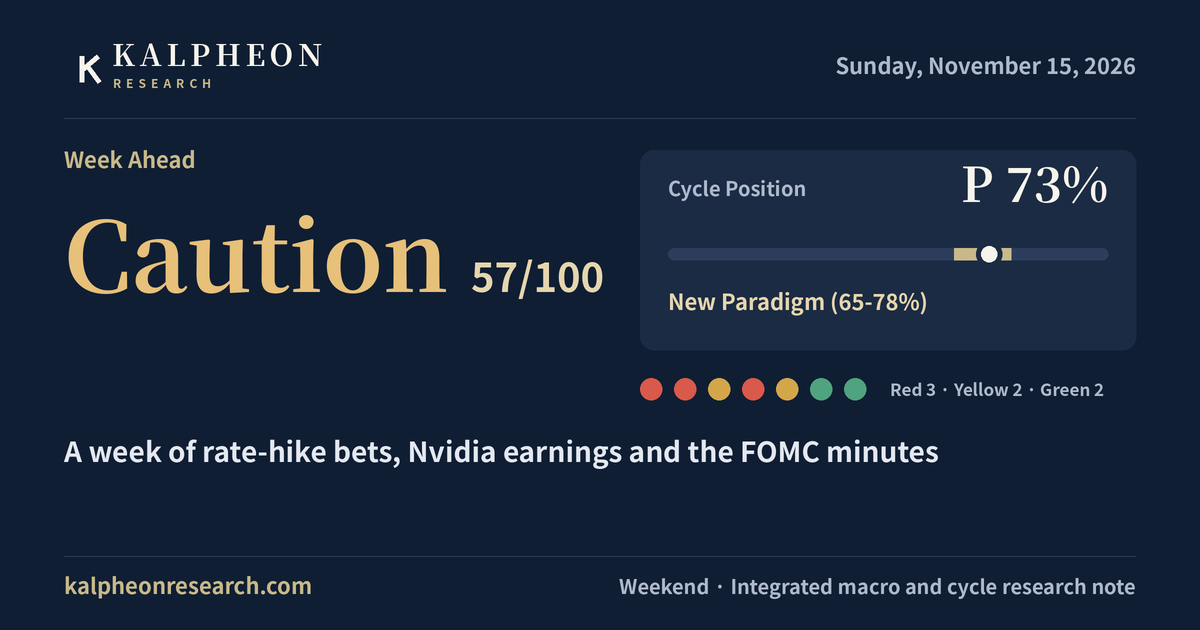 KALPHEON
RESEARCH
Sunday, November 15, 2026
Week Ahead
Caution 57/100
Cycle Position
P 73%
New Paradigm (65-78%)
Red 3 · Yellow 2 · Green 2
A week of rate-hike bets, Nvidia earnings and the FOMC minutes
kalpheonresearch.com
Weekend · Integrated macro and cycle research note